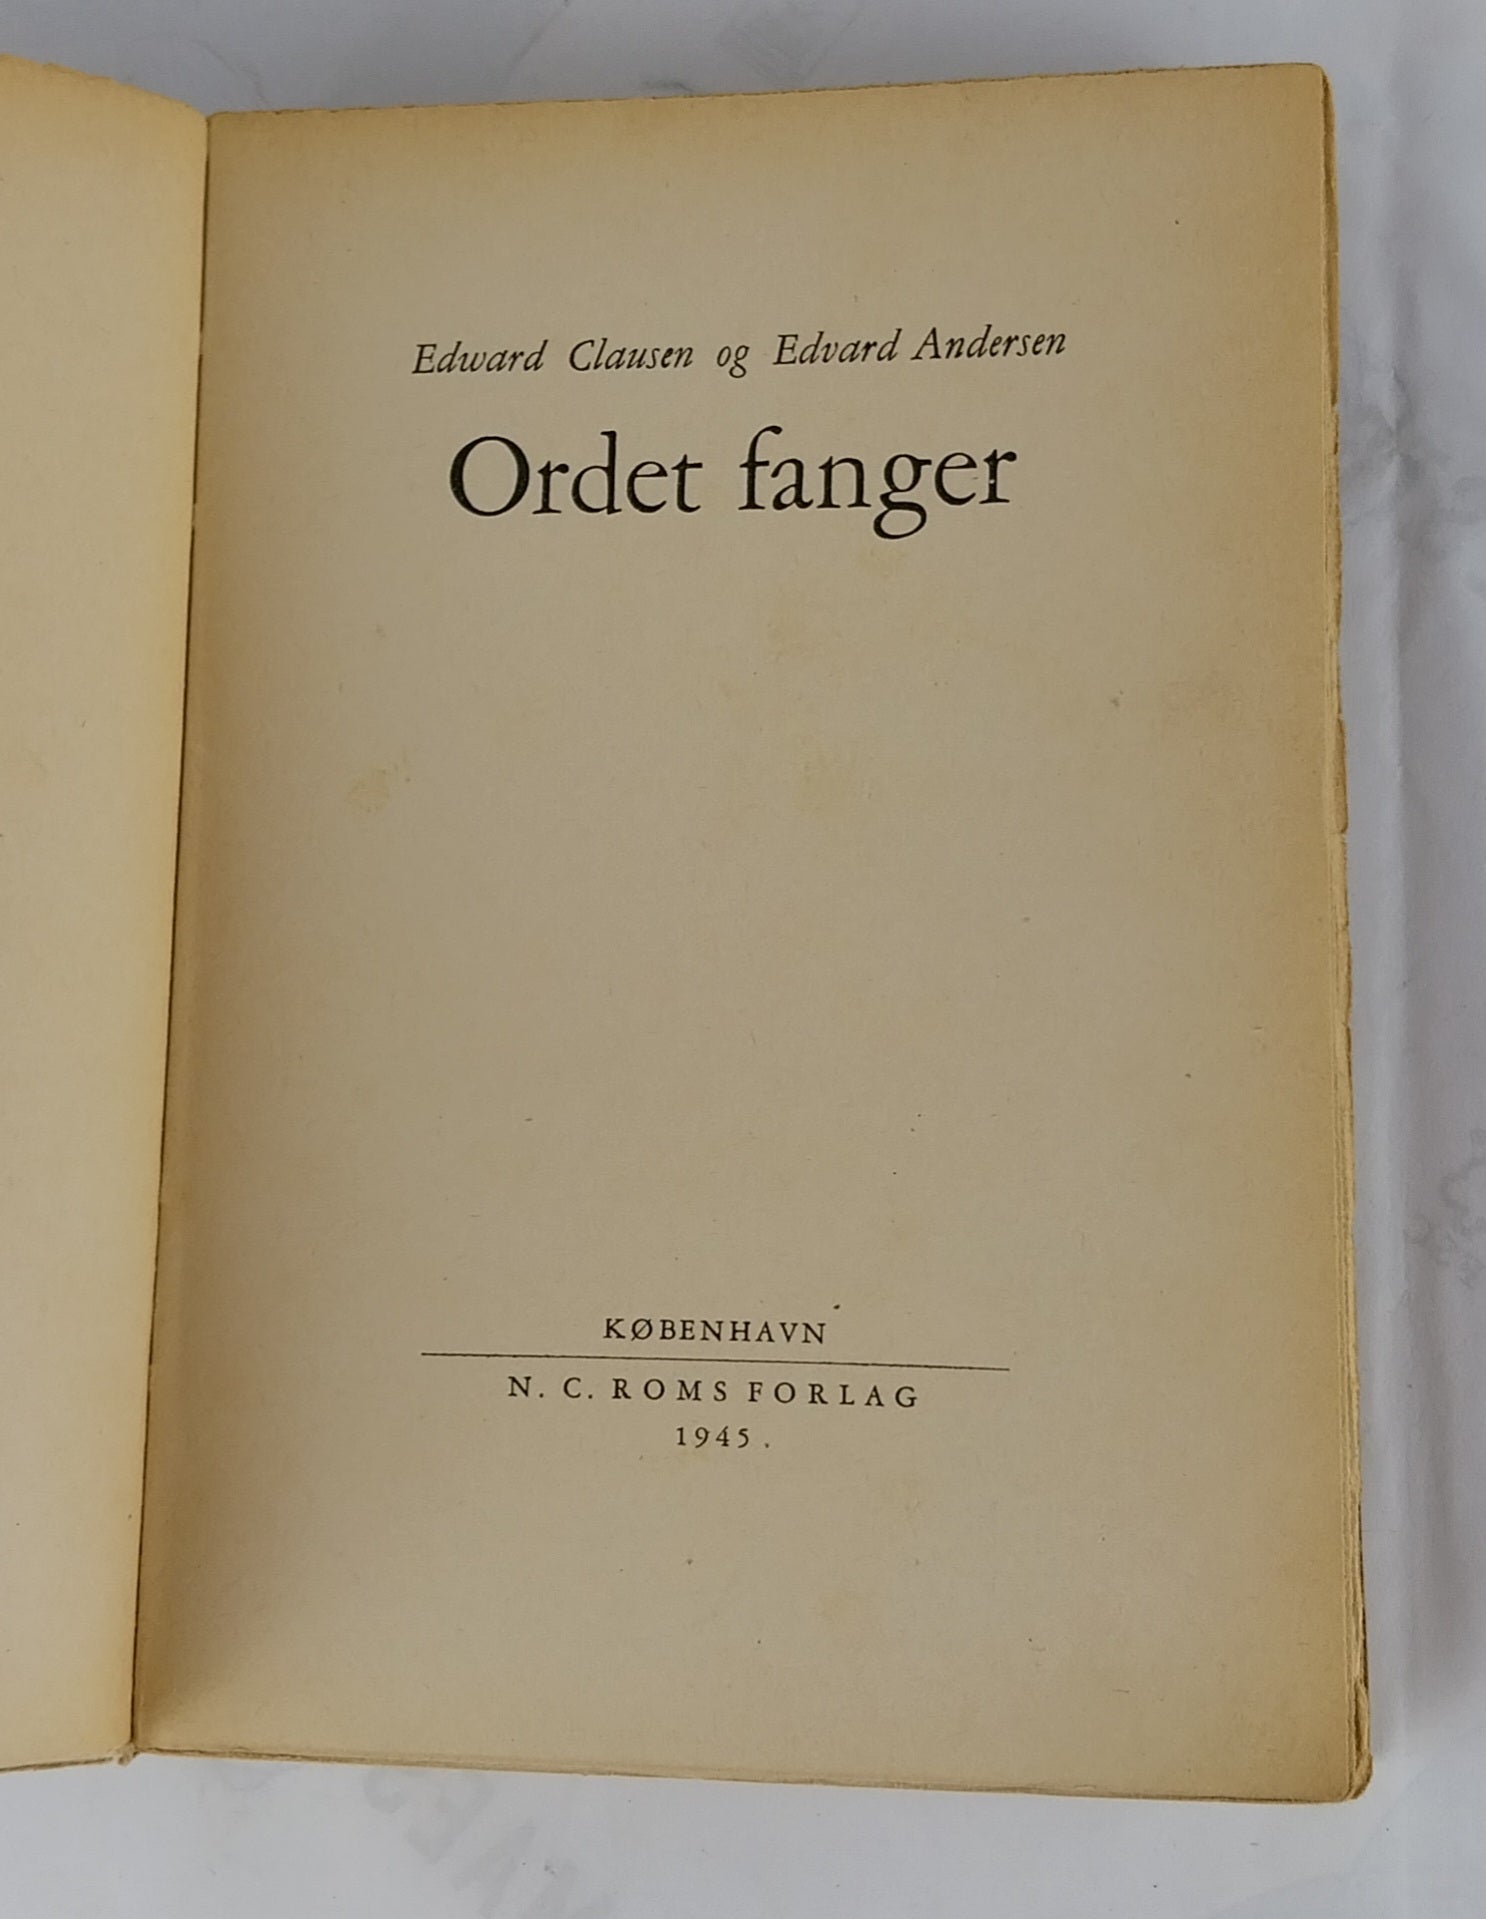 Edward Clausen og Edvard Andersen
Ordet fanger
KØBENHAVN
N. C. ROMS FORLAG
1945.